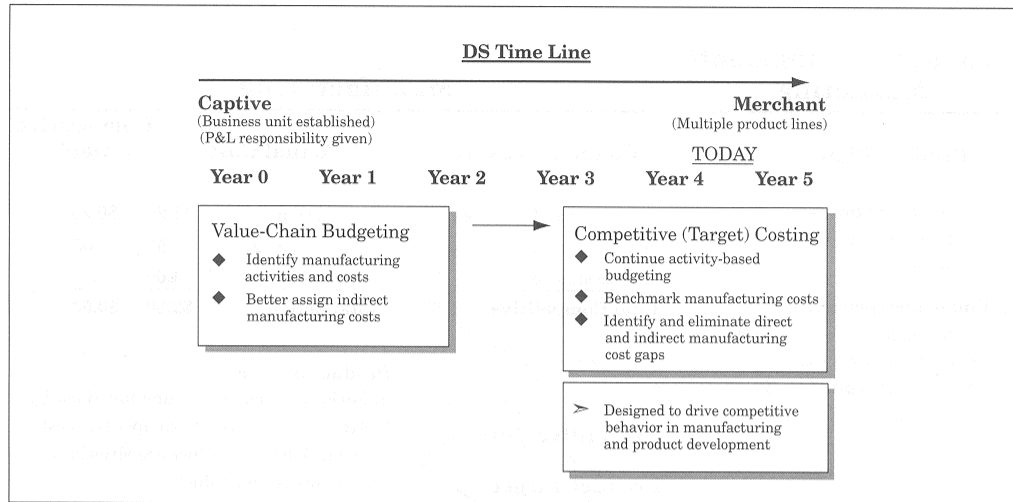 DS Time Line
Captive
(Business unit established)
(P&L responsibility given)
Merchant
(Multiple product lines)
TODAY
Year 0 Year 1 Year 2 Year 3 Year 4 Year 5
Value-Chain Budgeting
◆ Identify manufacturing
activities and costs
◆ Better assign indirect
manufacturing costs
Competitive (Target) Costing
◆ Continue activity-based
budgeting
◆ Benchmark manufacturing costs
◆ Identify and eliminate direct
and indirect manufacturing
cost gaps
➢ Designed to drive competitive
behavior in manufacturing
and product development